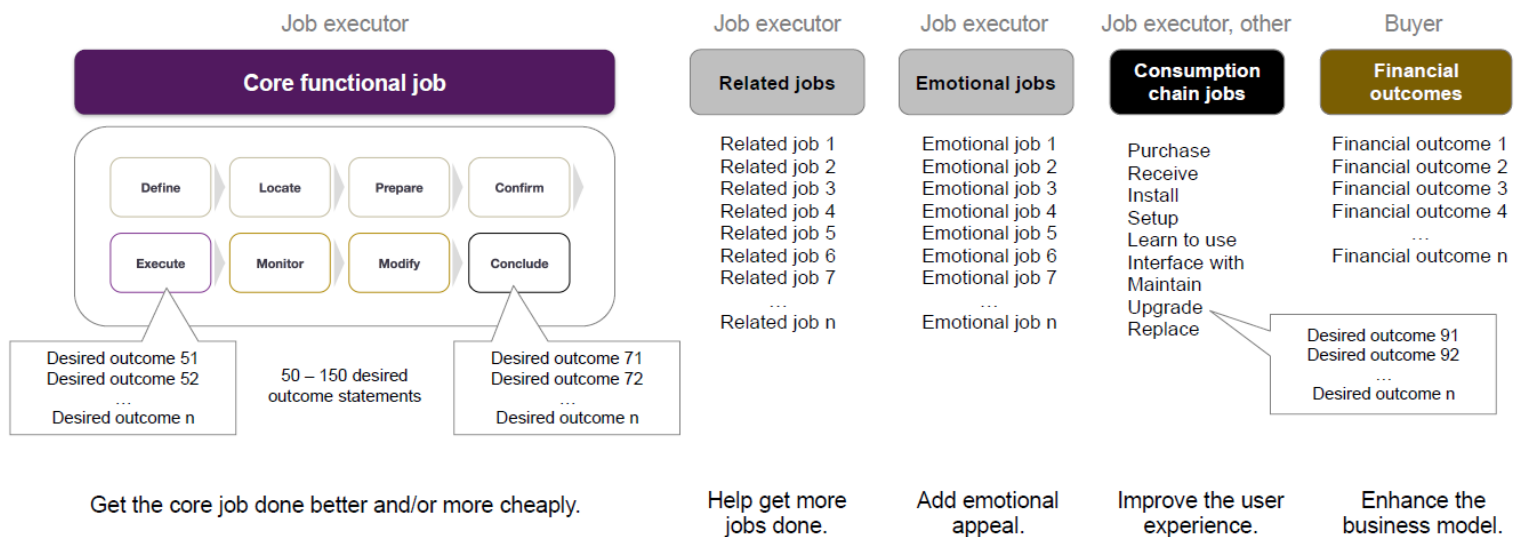 Job executor
Core functional job
Define
Locate
Prepare
Confirm
Execute
Monitor
Modify
Conclude
Desired outcome 51
Desired outcome 52
...
Desired outcome n
50 – 150 desired
outcome statements
Desired outcome 71
Desired outcome 72
...
Desired outcome n
Get the core job done better and/or more cheaply.
Job executor
Related jobs
Related job 1
Related job 2
Related job 3
Related job 4
Related job 5
Related job 6
Related job 7
...
Related job n
Help get more
jobs done.
Job executor
Emotional jobs
Emotional job 1
Emotional job 2
Emotional job 3
Emotional job 4
Emotional job 5
Emotional job 6
Emotional job 7
...
Emotional job n
Add emotional
appeal.
Job executor, other
Consumption
chain jobs
Purchase
Receive
Install
Setup
Learn to use
Interface with
Maintain
Upgrade
Replace
Desired outcome 91
Desired outcome 92
...
Desired outcome n
Improve the user
experience.
Buyer
Financial
outcomes
Financial outcome 1
Financial outcome 2
Financial outcome 3
Financial outcome 4
...
Financial outcome n
Enhance the
business model.